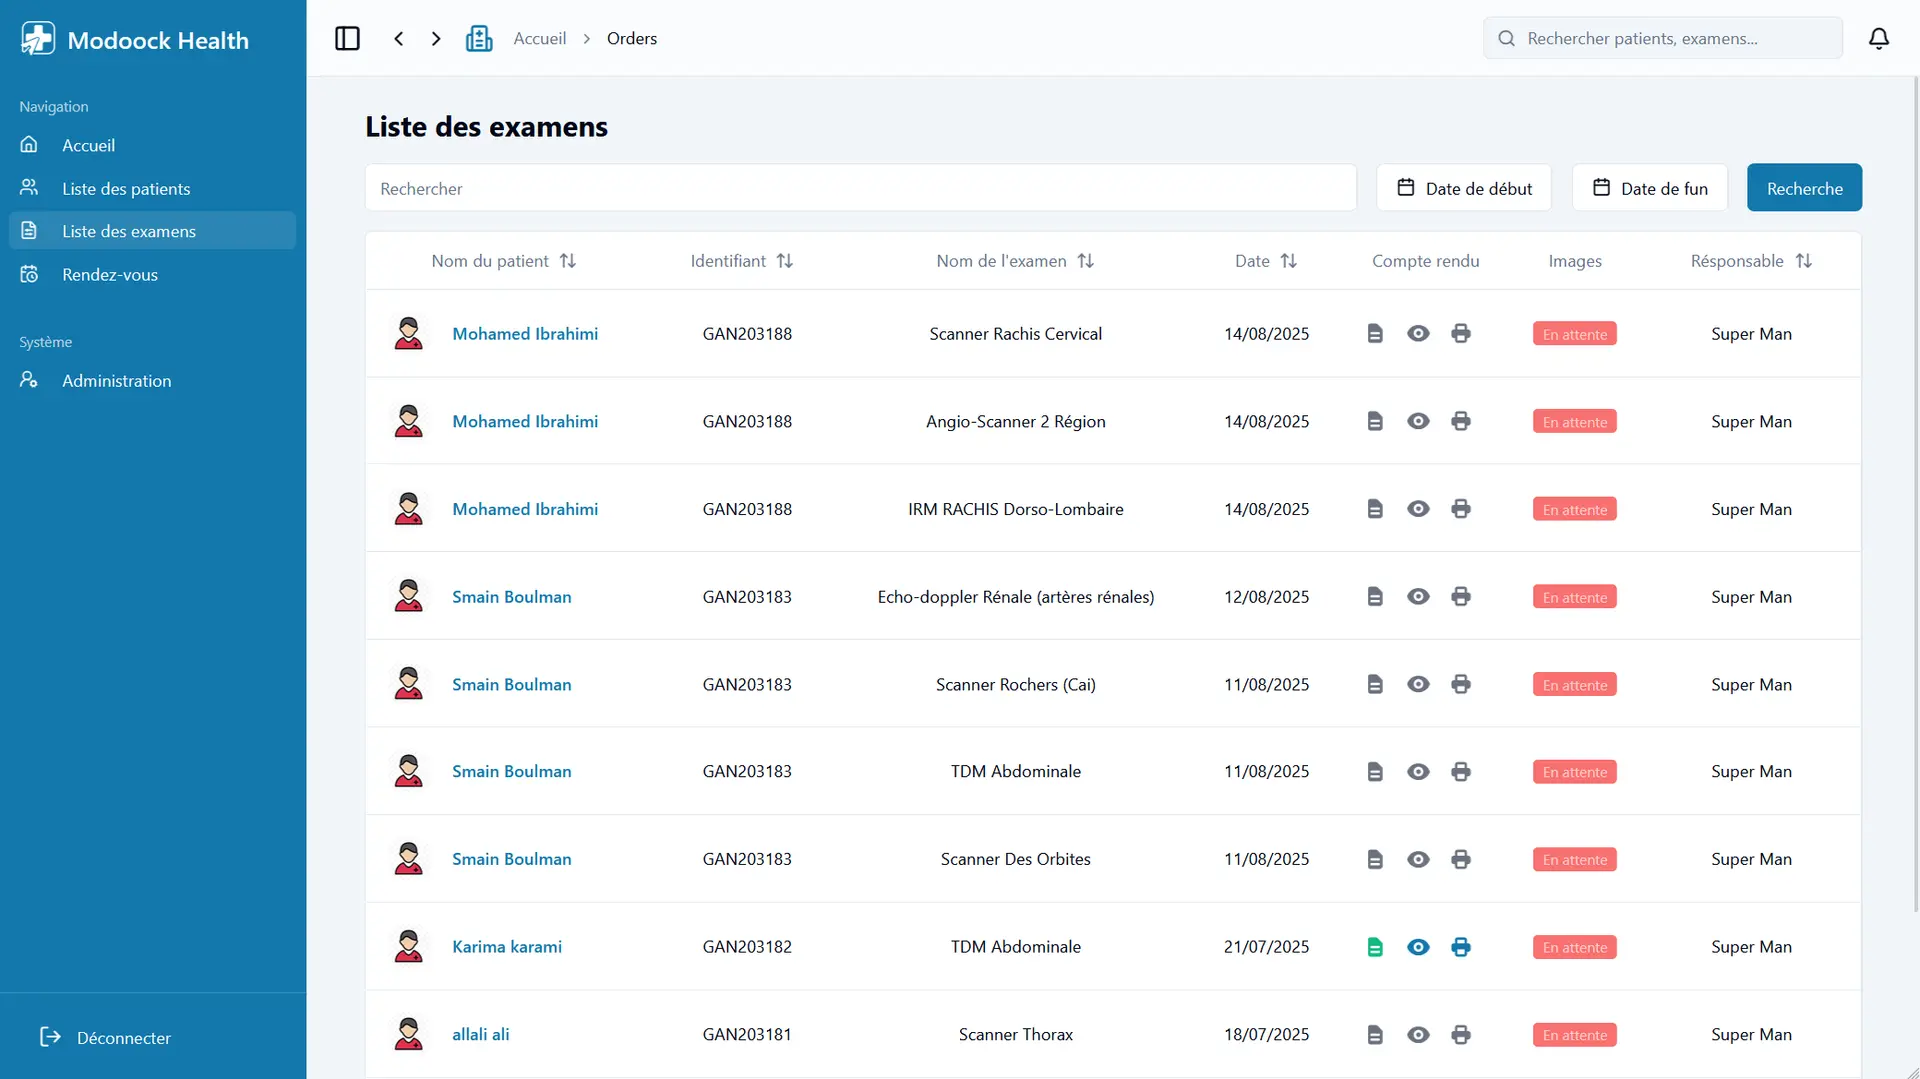 Modoock Health
Accueil
Orders
Rechercher patients, examens...
Navigation
Accueil
Liste des patients
Liste des examens
Rendez-vous
Système
Administration
Déconnecter
Liste des examens
Rechercher
Date de début
Date de fun
Recherche
Nom du patient Identifiant Nom de l'examen Date Compte rendu Images Résponsable
Mohamed Ibrahimi GAN203188 Scanner Rachis Cervical 14/08/2025 En attente Super Man
Mohamed Ibrahimi GAN203188 Angio-Scanner 2 Région 14/08/2025 En attente Super Man
Mohamed Ibrahimi GAN203188 IRM RACHIS Dorso-Lombaire 14/08/2025 En attente Super Man
Smain Boulman GAN203183 Echo-doppler Rénale (artères rénales) 12/08/2025 En attente Super Man
Smain Boulman GAN203183 Scanner Rochers (Cai) 11/08/2025 En attente Super Man
Smain Boulman GAN203183 TDM Abdominale 11/08/2025 En attente Super Man
Smain Boulman GAN203183 Scanner Des Orbites 11/08/2025 En attente Super Man
Karima karami GAN203182 TDM Abdominale 21/07/2025 En attente Super Man
allali ali GAN203181 Scanner Thorax 18/07/2025 En attente Super Man